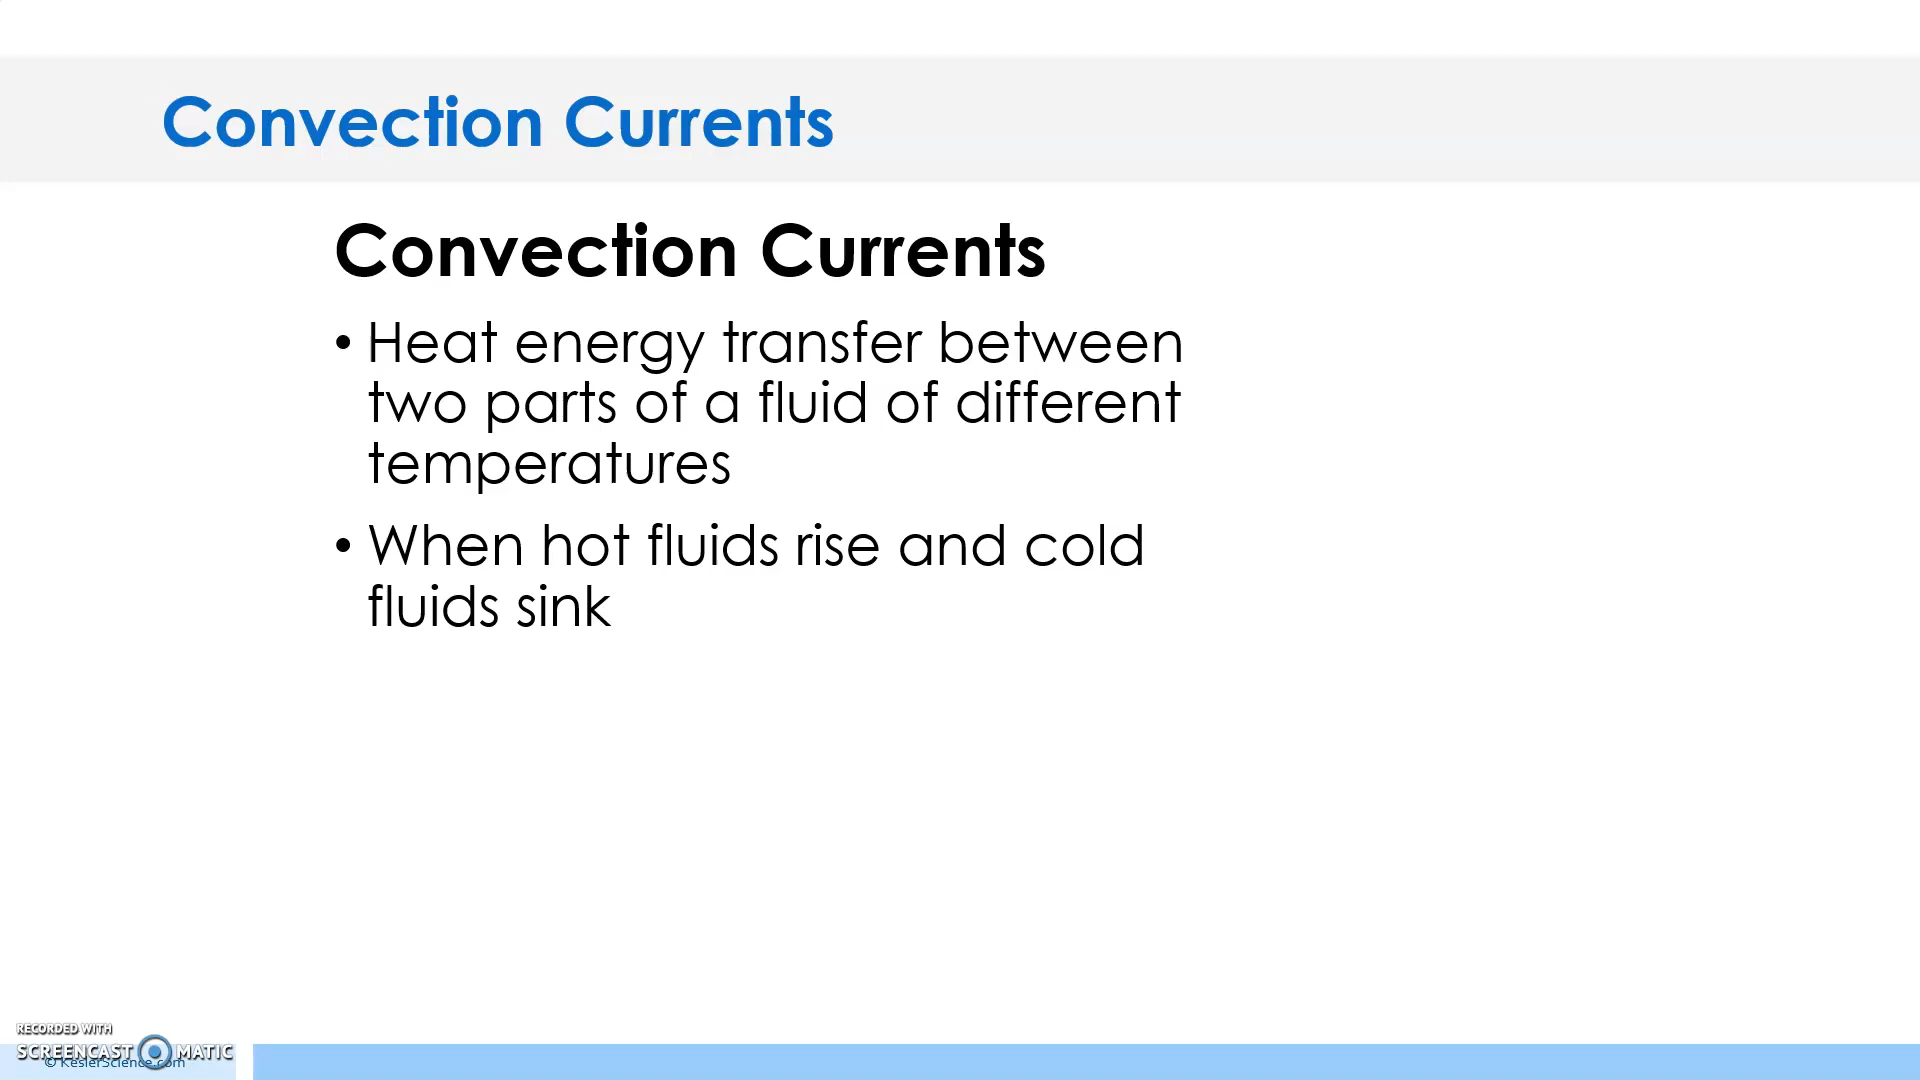 Convection Currents
Convection Currents
• Heat energy transfer between
two parts of a fluid of different
temperatures
• When hot fluids rise and cold
fluids sink
RECORDED WITH
SCREENCAST MATIC
© KeslerScience.com